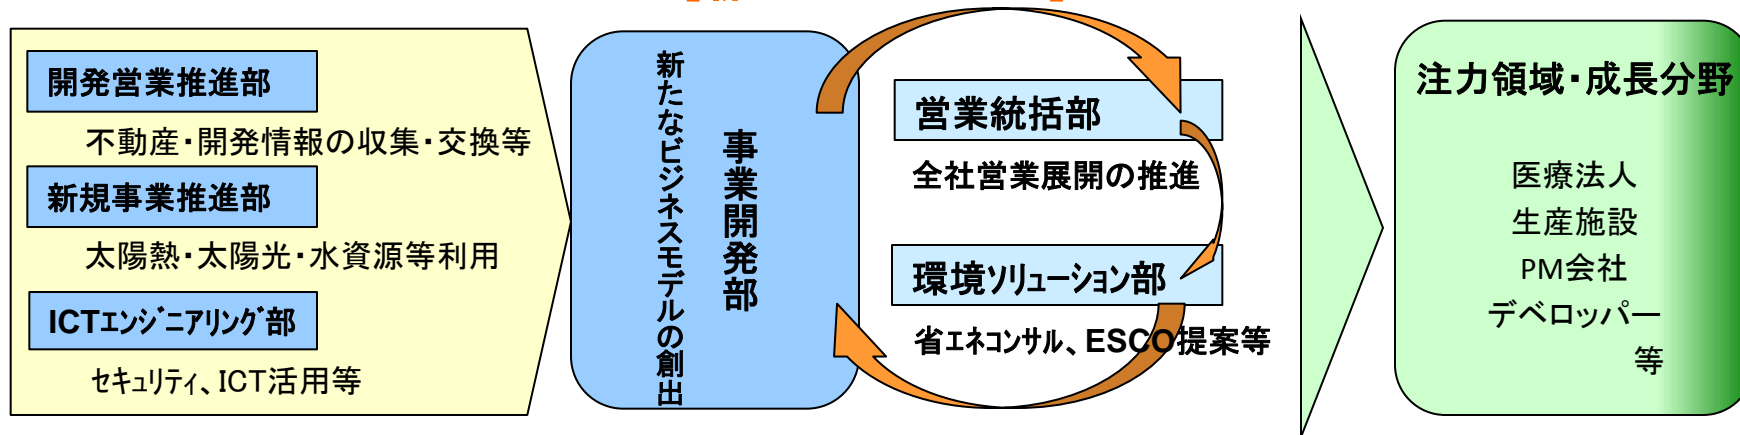 開発営業推進部
不動産・開発情報の収集・交換等
新規事業推進部
太陽熱・太陽光・水資源等利用
ICTｴﾝｼﾞﾆｱﾘﾝｸﾞ部
ｾｷｭﾘﾃｨ、ICT活用等
新たなビジネスモデルの創出
事業開発部
営業統括部
全社営業展開の推進
環境ｿﾘｭｰｼｮﾝ部
省ｴﾈｺﾝｻﾙ、ESCO提案等
注力領域・成長分野
医療法人
生産施設
PM会社
デベロッパー
等